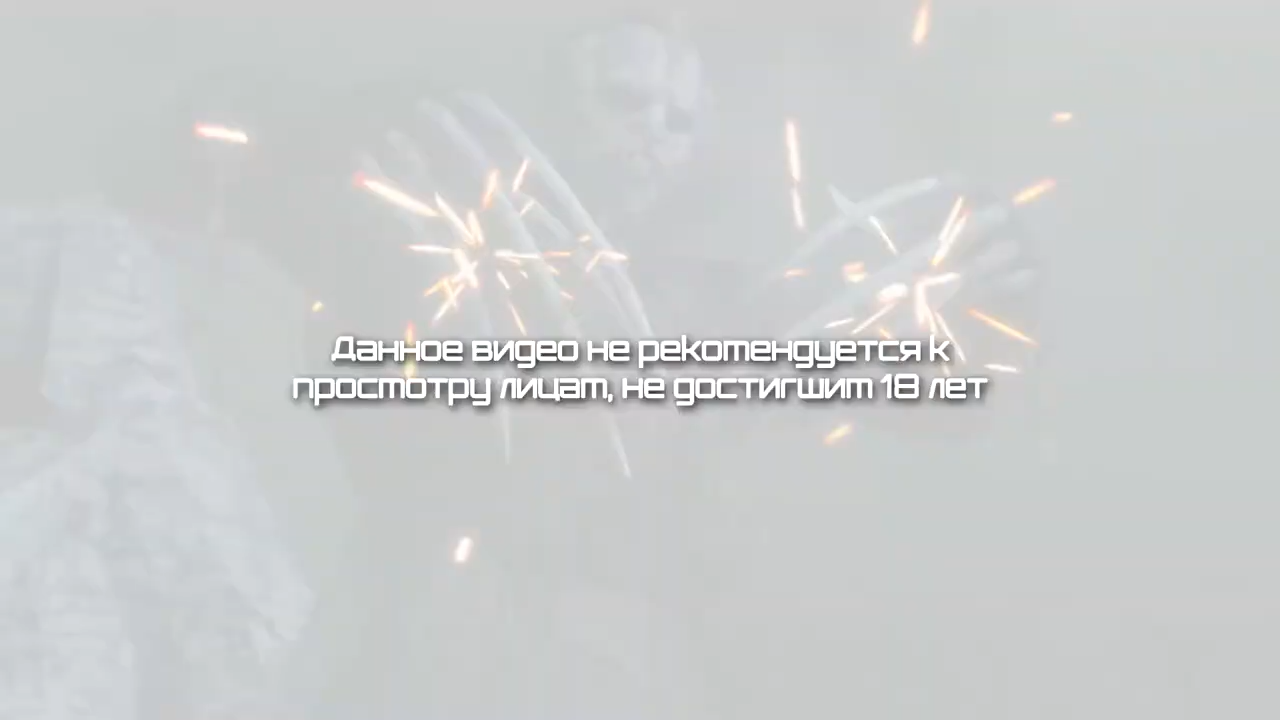 Данное видео не рекомендуется к
просмотру лицам, не достигшим 18 лет